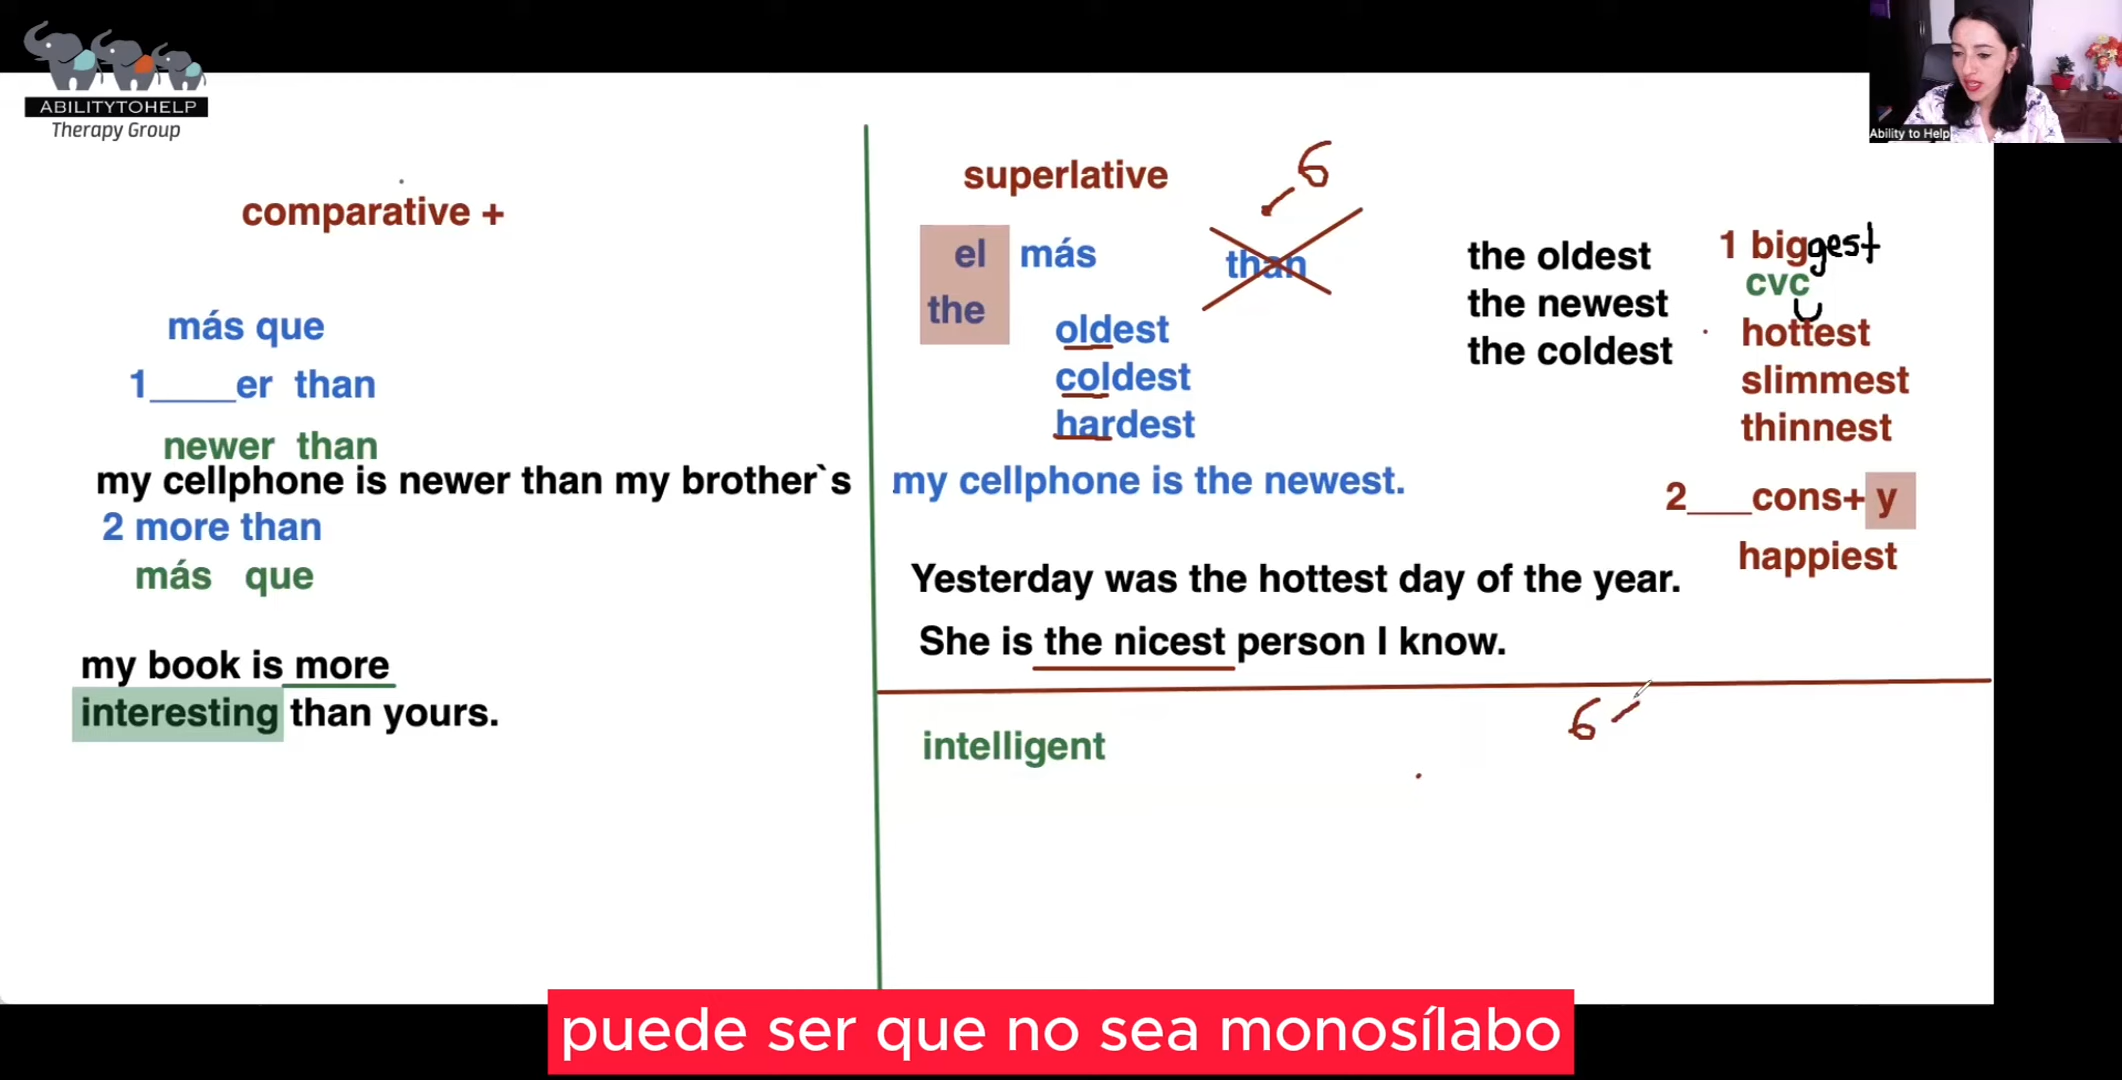 ABILITYTOHELP
Therapy Group
Ability to Help
comparative +
más que
1____er than
newer than
my cellphone is newer than my brother`s
2 more than
más que
my book is more
interesting than yours.
superlative
6
el más
the
than
oldest
coldest
hardest
the oldest
the newest
the coldest
1 biggest
cvc
hottest
slimmest
thinnest
my cellphone is the newest.
2___cons+ y
happiest
Yesterday was the hottest day of the year.
She is the nicest person I know.
6
intelligent
puede ser que no sea monosílabo